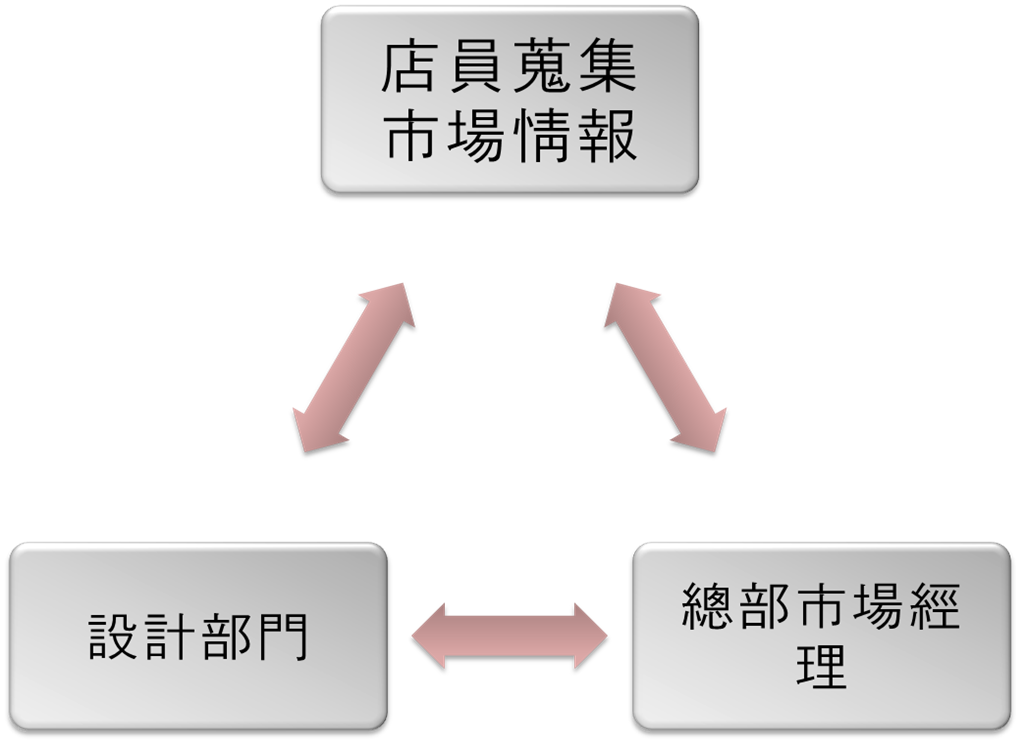 店員蒐集
市場情報
設計部門
總部市場經
理